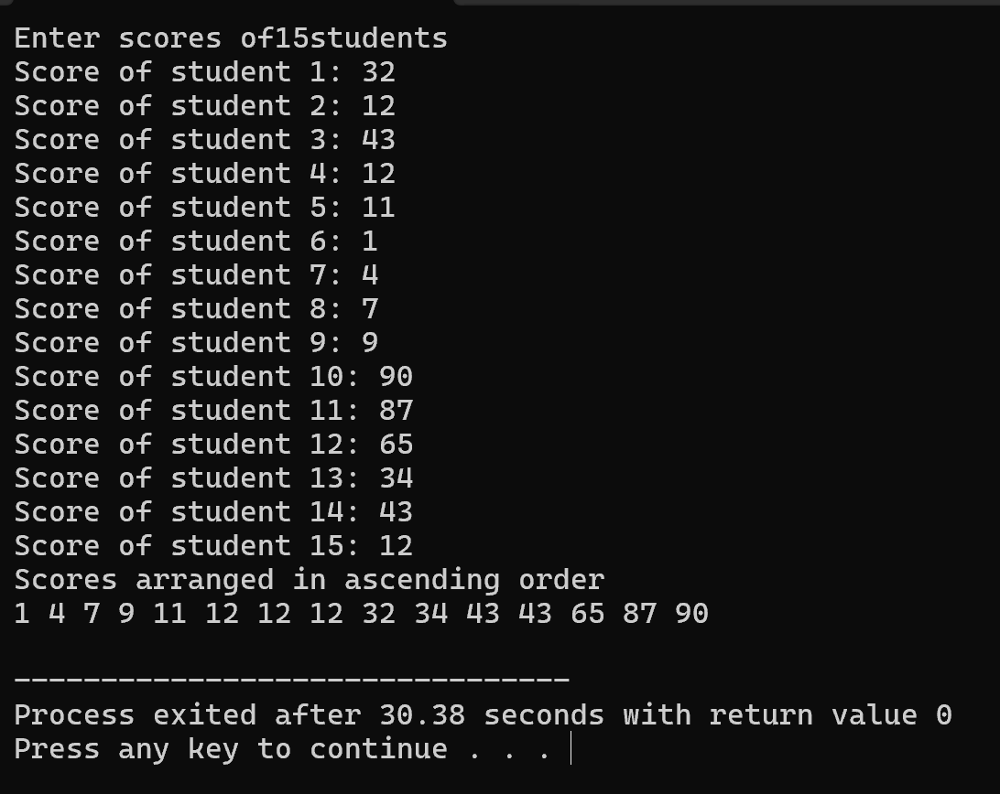 Enter scores of15students
Score of student 1: 32
Score of student 2: 12
Score of student 3: 43
Score of student 4: 12
Score of student 5: 11
Score of student 6: 1
Score of student 7: 4
Score of student 8: 7
Score of student 9: 9
Score of student 10: 90
Score of student 11: 87
Score of student 12: 65
Score of student 13: 34
Score of student 14: 43
Score of student 15: 12
Scores arranged in ascending order
1 4 7 9 11 12 12 12 32 34 43 43 65 87 90
--------------------------------
Process exited after 30.38 seconds with return value 0
Press any key to continue . . .